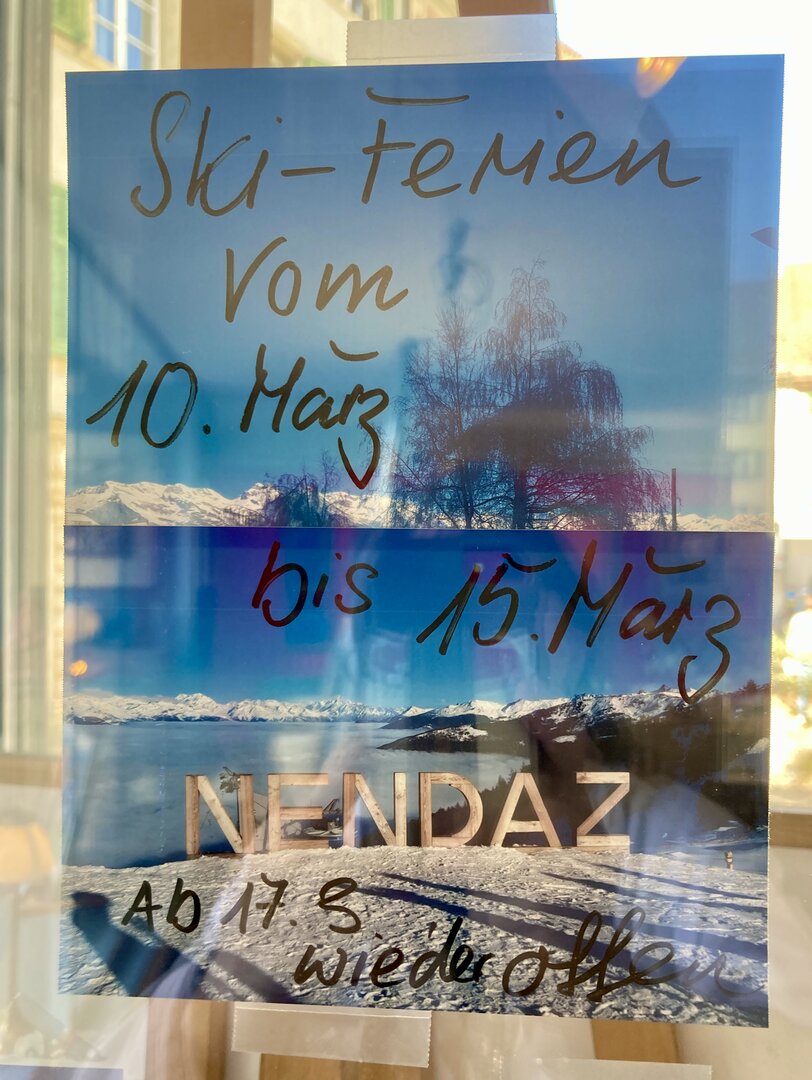 Ski-Ferien
vom
10. März
bis 15. März
NENDAZ
Ab 17. 3
wieder offen